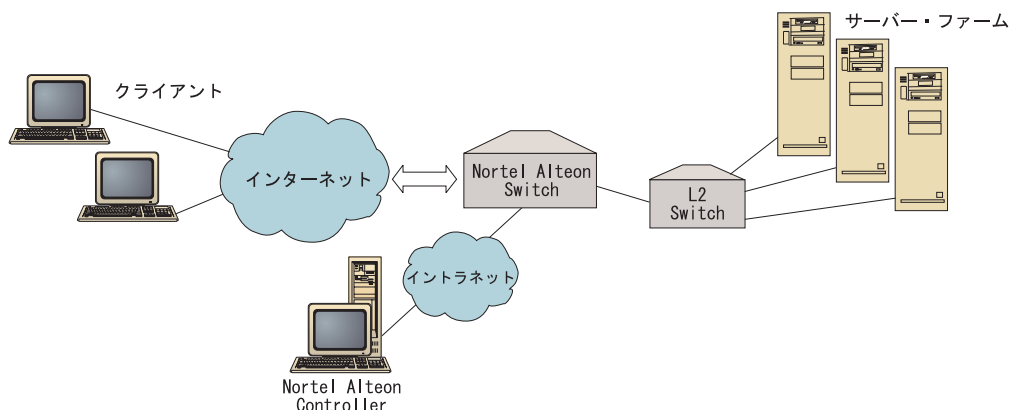 サーバー・ファーム
クライアント
インターネット
Nortel Alteon
Switch
L2
Switch
イントラネット
Nortel Alteon
Controller